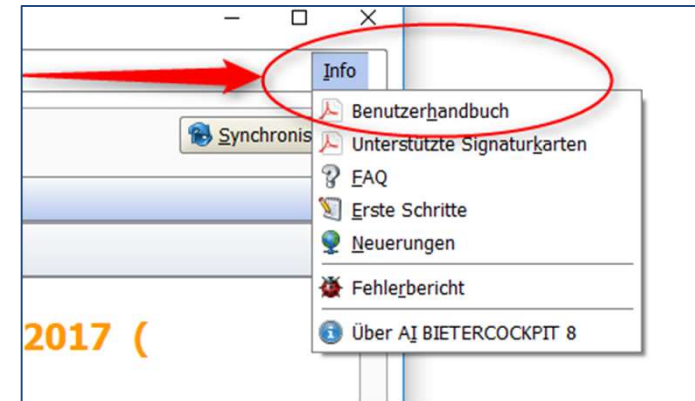 Info
Synchronis
Benutzerhandbuch
Unterstützte Signaturkarten
FAQ
Erste Schritte
Neuerungen
Fehlerbericht
Über AI BIETERCOCKPIT 8
2017 (